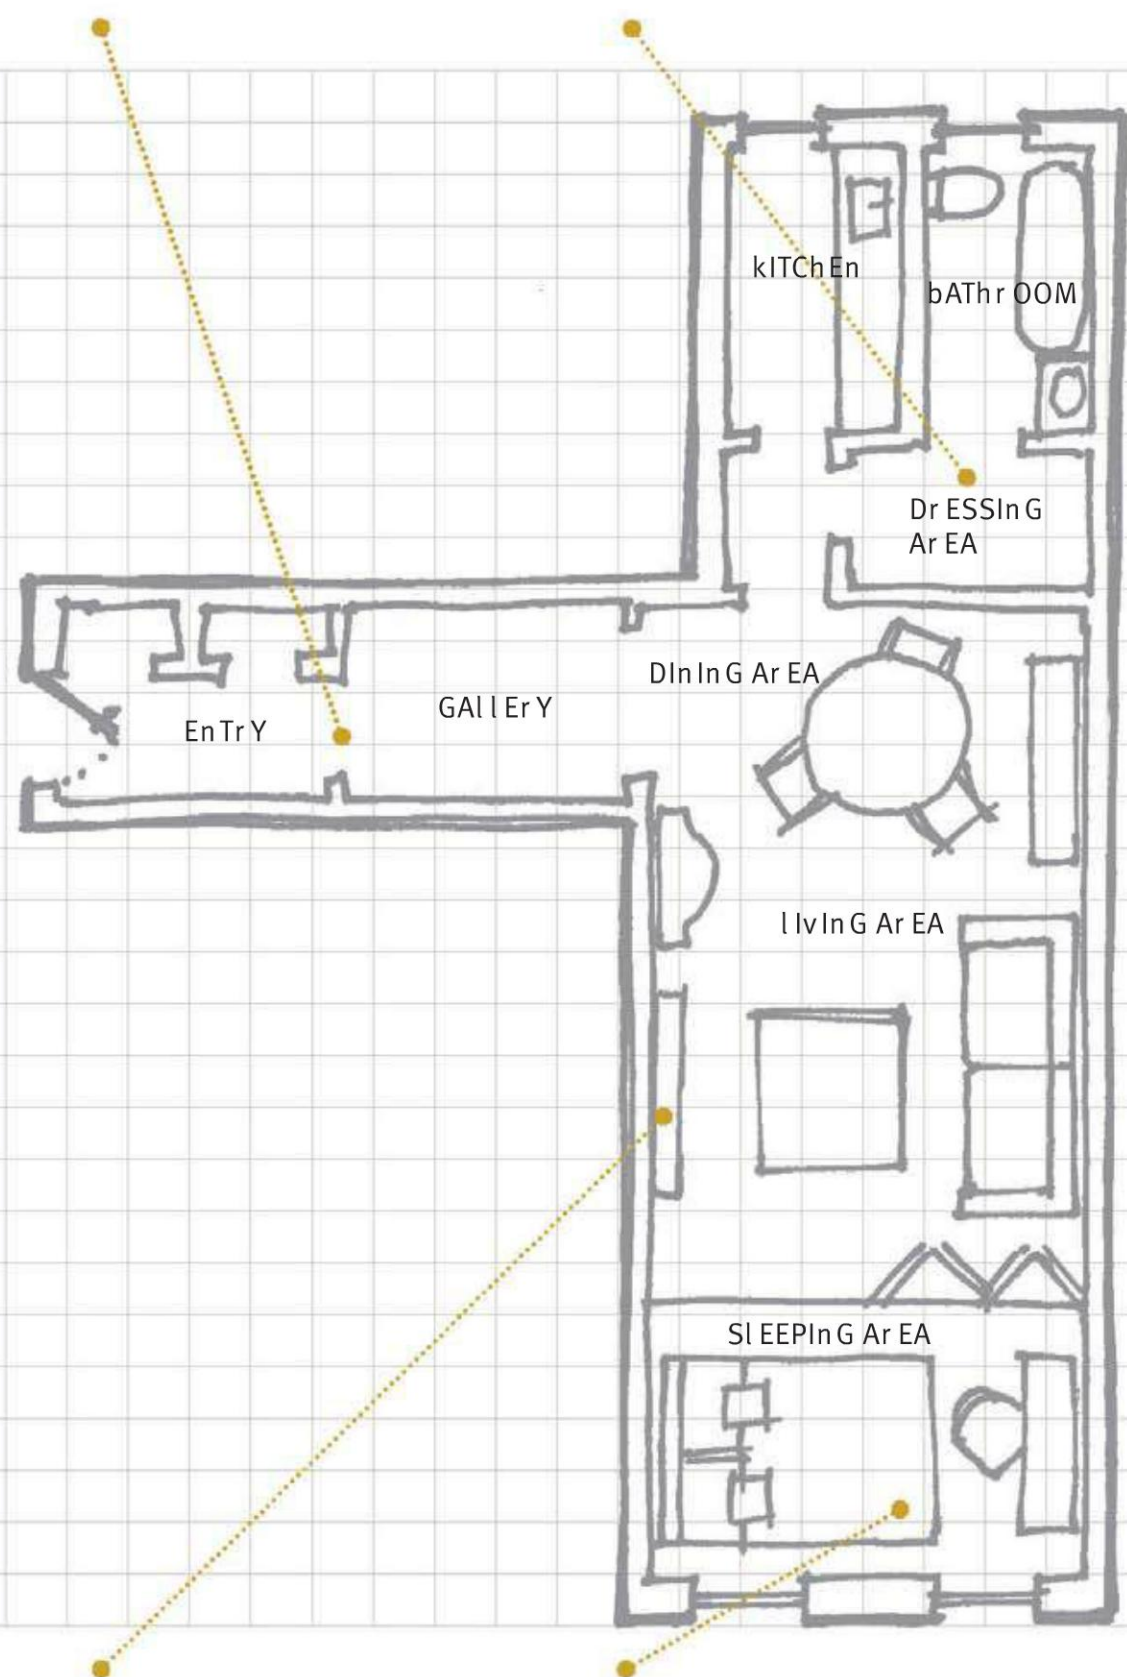 kITChEn
bAThrOOM
DrESSInG
ArEA
DInInG ArEA
GAllErY
EnTrY
lIvInG ArEA
SlEEPInG ArEA